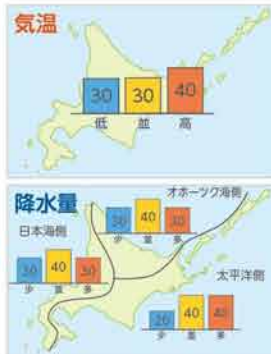 気温
30 30 40
低 並 高
降水量
オホーツク海側
30 40 30
少 並 多
日本海側
30 40 30
少 並 多
太平洋側
20 40 40
少 並 多